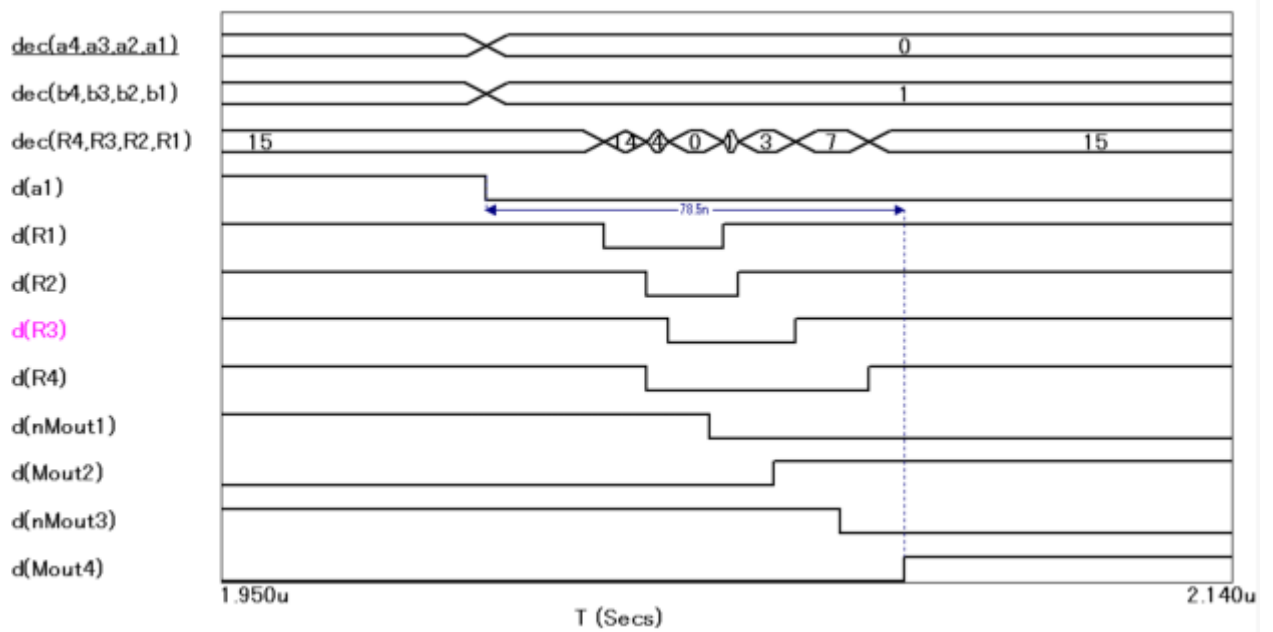 dec(a4,a3,a2,a1) 0
dec(b4,b3,b2,b1) 1
dec(R4,R3,R2,R1) 15 14 4 0 1 3 7 15
d(a1)
78.5n
d(R1)
d(R2)
d(R3)
d(R4)
d(nMout1)
d(Mout2)
d(nMout3)
d(Mout4)
1.950u 2.140u
T (Secs)